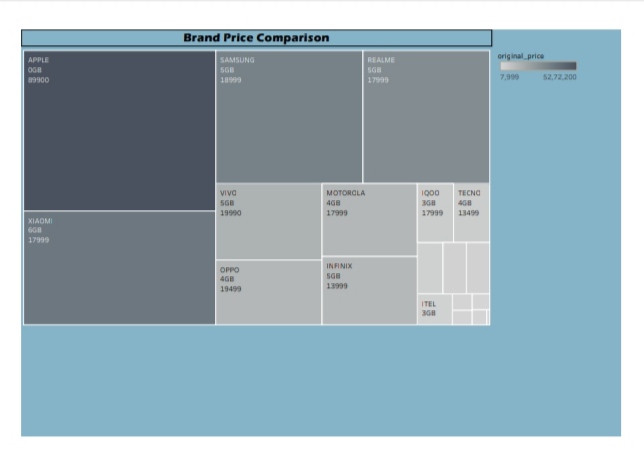 Brand Price Comparison
APPLE
0GB
89900
SAMSUNG
5GB
18999
REALME
5GB
17999
original_price
7,999 52,72,200
XIAOMI
6GB
17999
VIVO
5GB
19990
MOTOROLA
4GB
17999
IQOO
3GB
17999
TECNO
4GB
13499
OPPO
4GB
19499
INFINIX
5GB
13999
ITEL
3GB